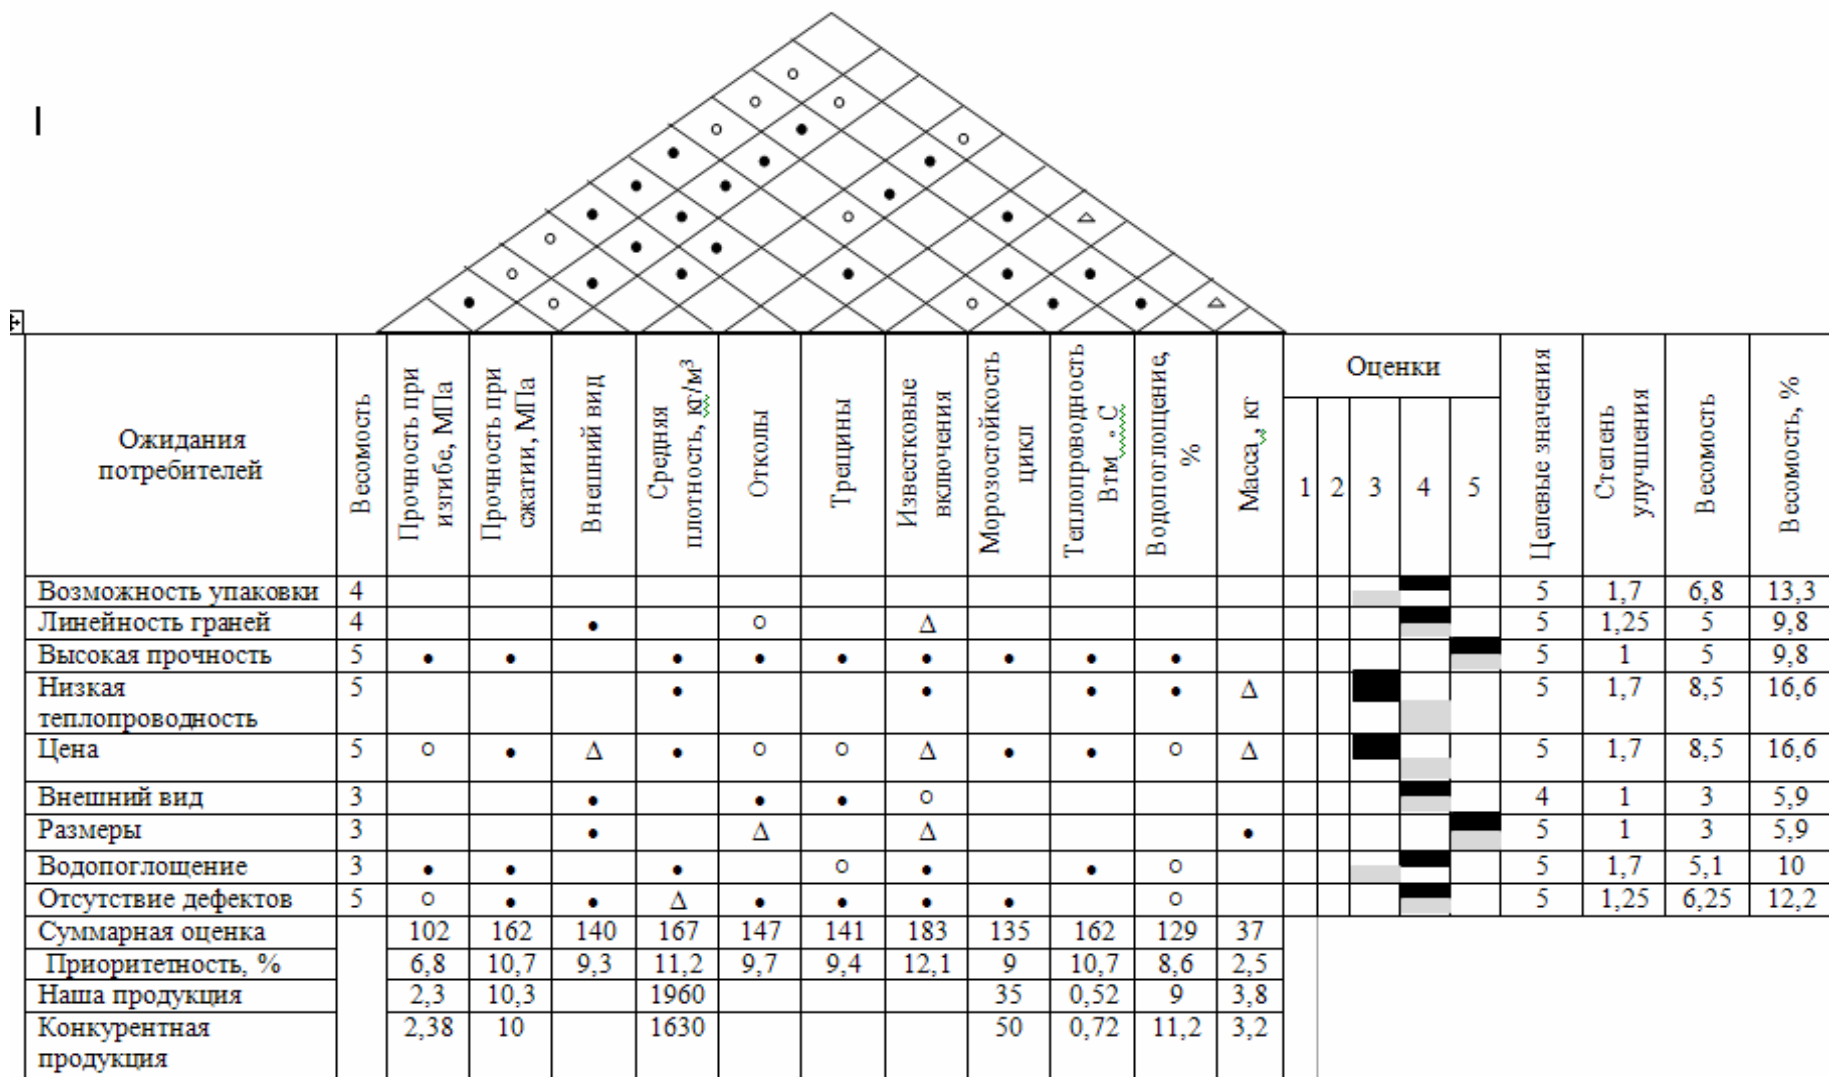 Ожидания потребителей
Весомость
Прочность при изгибе, МПа
Прочность при сжатии, МПа
Внешний вид
Средняя плотность, кг/м³
Отколы
Трещины
Известковые включения
Морозостойкость цикл
Теплопроводность Втм ∘ С
Водопоглощение, %
Масса, кг
Оценки
1 2 3 4 5
Целевые значения
Степень улучшения
Весомость
Весомость, %
Возможность упаковки 4 5 1,7 6,8 13,3
Линейность граней 4 • ○ Δ 5 1,25 5 9,8
Высокая прочность 5 • • • • • • • • • 5 1 5 9,8
Низкая теплопроводность 5 • • • • Δ 5 1,7 8,5 16,6
Цена 5 ○ • Δ • ○ ○ Δ • • ○ Δ 5 1,7 8,5 16,6
Внешний вид 3 • • • ○ 4 1 3 5,9
Размеры 3 • Δ Δ • 5 1 3 5,9
Водопоглощение 3 • • • ○ • • ○ 5 1,7 5,1 10
Отсутствие дефектов 5 ○ • • Δ • • • • ○ 5 1,25 6,25 12,2
Суммарная оценка 102 162 140 167 147 141 183 135 162 129 37
Приоритетность, % 6,8 10,7 9,3 11,2 9,7 9,4 12,1 9 10,7 8,6 2,5
Наша продукция 2,3 10,3 1960 35 0,52 9 3,8
Конкурентная продукция 2,38 10 1630 50 0,72 11,2 3,2